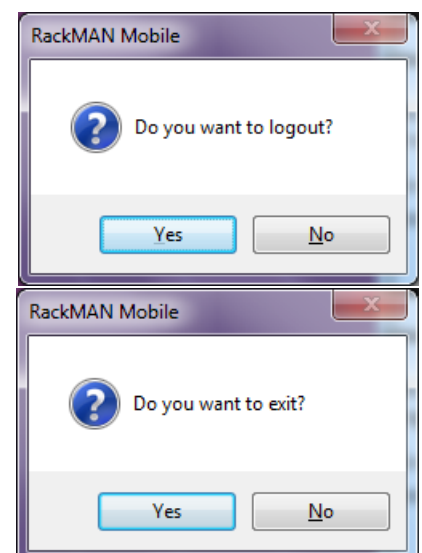 RackMAN Mobile
Do you want to logout?
Yes No
RackMAN Mobile
Do you want to exit?
Yes No